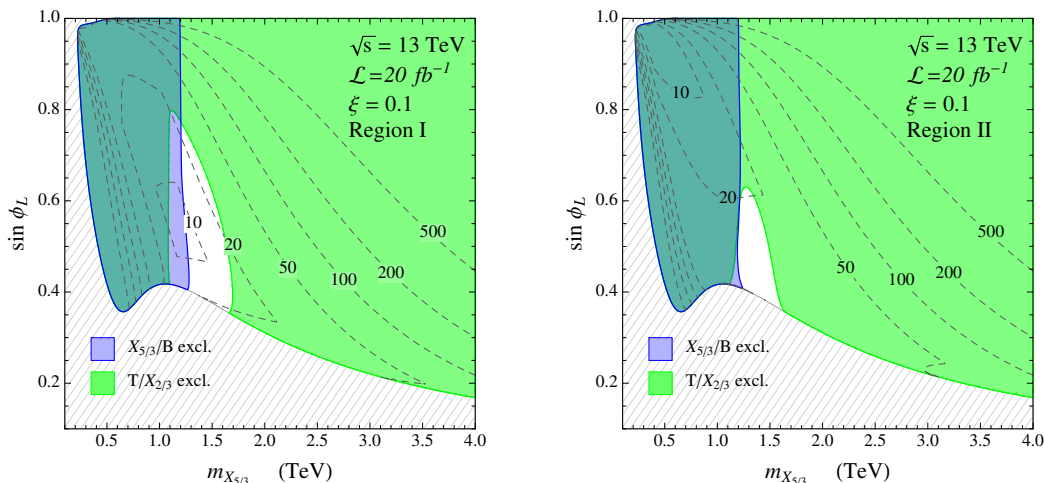 √s = 13 TeV
ℒ=20 fb⁻¹
ξ = 0.1
Region I
10
20
50
100
200
500
X5/3/B excl.
T/X2/3 excl.
sin ϕL
1.0
0.8
0.6
0.4
0.2
0.5 1.0 1.5 2.0 2.5 3.0 3.5 4.0
mX5/3 (TeV)
√s = 13 TeV
ℒ=20 fb⁻¹
ξ = 0.1
Region II
10
20
50
100
200
500
X5/3/B excl.
T/X2/3 excl.
sin ϕL
1.0
0.8
0.6
0.4
0.2
0.5 1.0 1.5 2.0 2.5 3.0 3.5 4.0
mX5/3 (TeV)